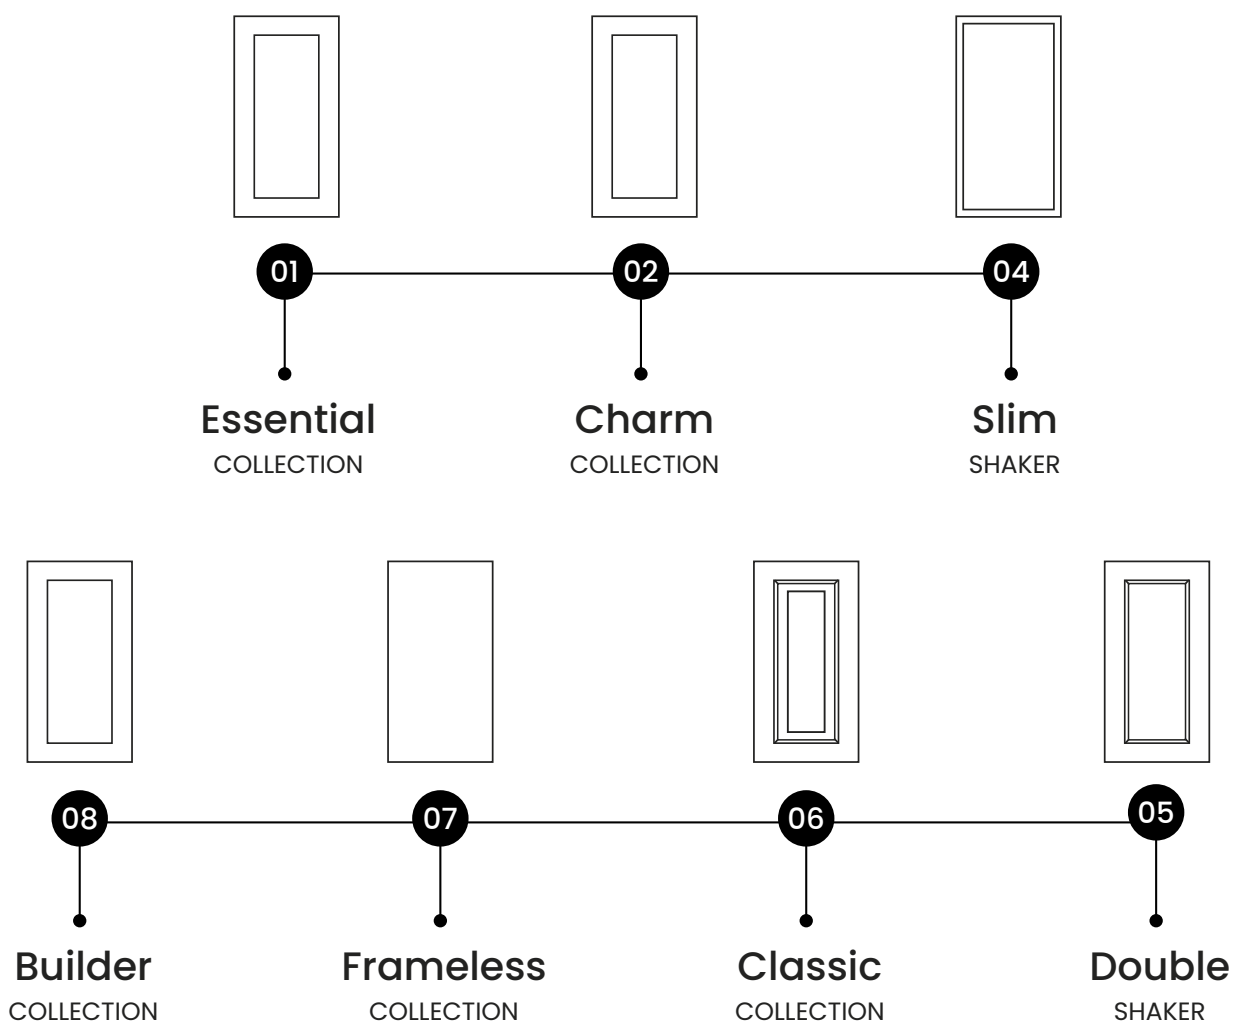 01 02 04
Essential Charm Slim
COLLECTION COLLECTION SHAKER
08 07 06 05
Builder Frameless Classic Double
COLLECTION COLLECTION COLLECTION SHAKER